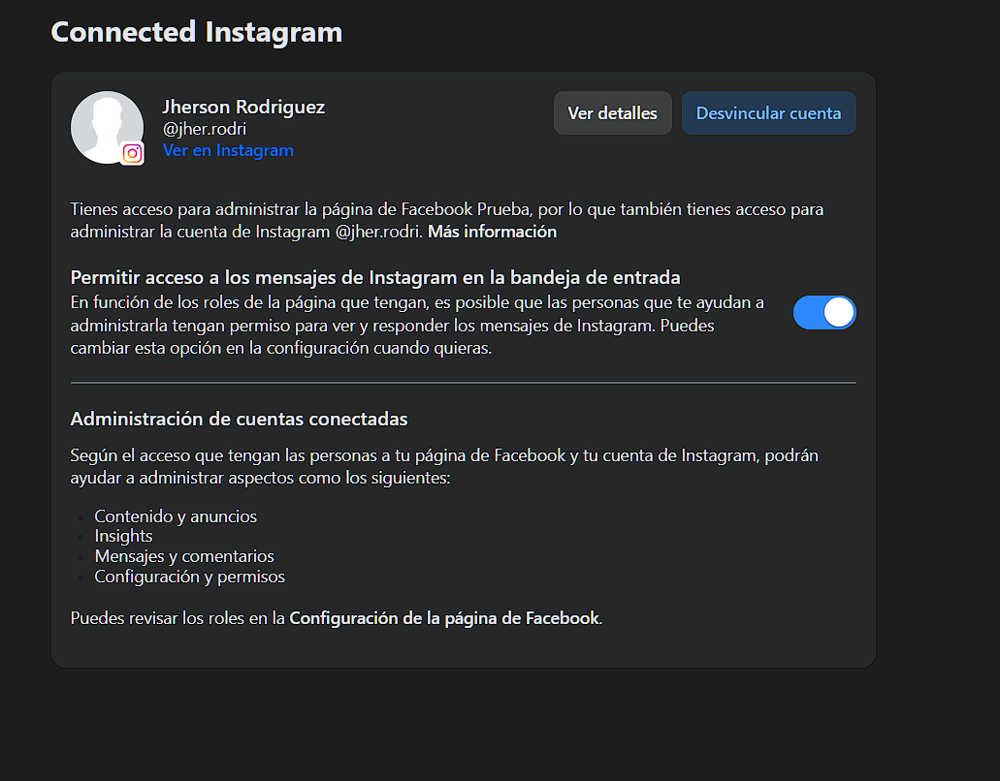 Connected Instagram
Jherson Rodriguez
@jher.rodri
Ver en Instagram
Ver detalles
Desvincular cuenta
Tienes acceso para administrar la página de Facebook Prueba, por lo que también tienes acceso para
administrar la cuenta de Instagram @jher.rodri. Más información
Permitir acceso a los mensajes de Instagram en la bandeja de entrada
En función de los roles de la página que tengan, es posible que las personas que te ayudan a
administrarla tengan permiso para ver y responder los mensajes de Instagram. Puedes
cambiar esta opción en la configuración cuando quieras.
Administración de cuentas conectadas
Según el acceso que tengan las personas a tu página de Facebook y tu cuenta de Instagram, podrán
ayudar a administrar aspectos como los siguientes:
Contenido y anuncios
Insights
Mensajes y comentarios
Configuración y permisos
Puedes revisar los roles en la Configuración de la página de Facebook.